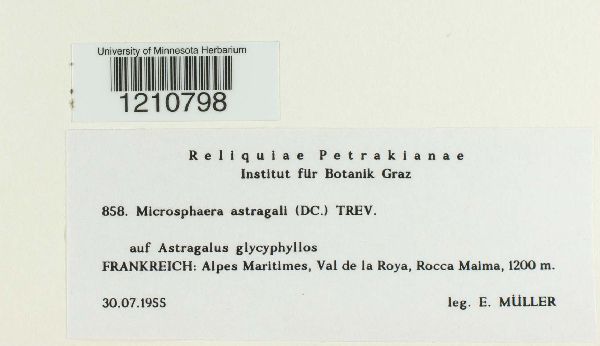 University of Minnesota Herbarium
1210798
Reliquiae Petrakianae
Institut für Botanik Graz
858. Microsphaera astragali (DC.) TREV.
auf Astragalus glycyphyllos
FRANKREICH: Alpes Maritimes, Val de la Roya, Rocca Maima, 1200 m.
30.07.1955
leg. E. MÜLLER